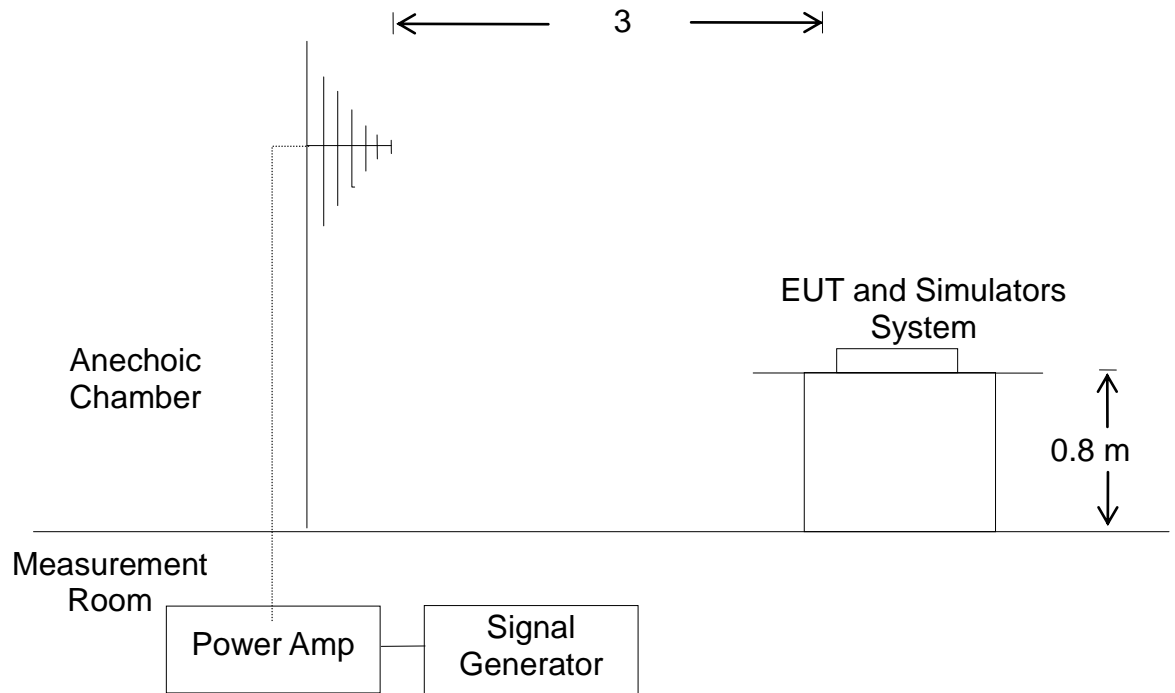 3
EUT and Simulators
System
Anechoic
Chamber
0.8 m
Measurement
Room
Power Amp
Signal
Generator